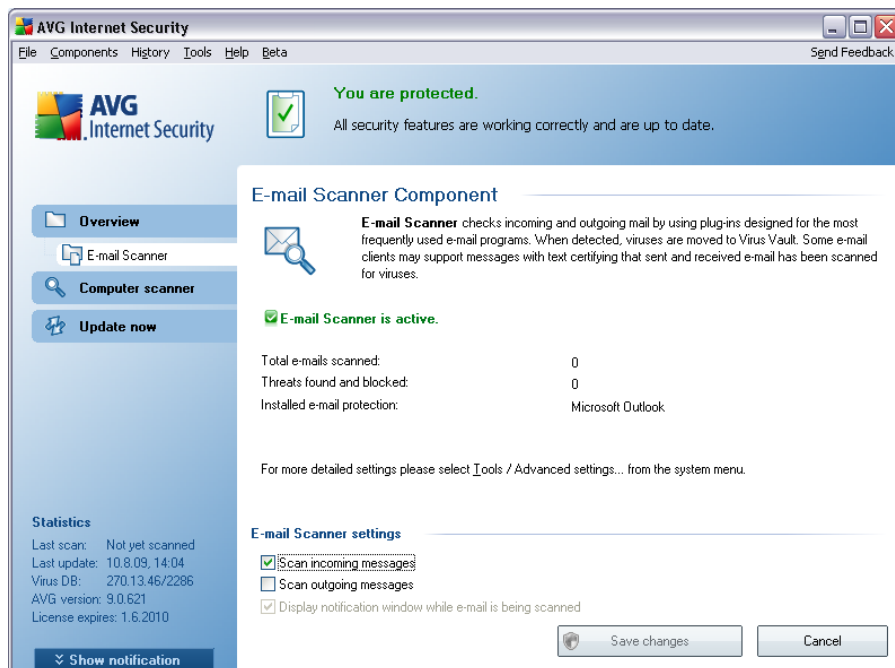 AVG Internet Security
File Components History Tools Help Beta Send Feedback
AVG
Internet Security
You are protected.
All security features are working correctly and are up to date.
Overview
E-mail Scanner
Computer scanner
Update now
E-mail Scanner Component
E-mail Scanner checks incoming and outgoing mail by using plug-ins designed for the most
frequently used e-mail programs. When detected, viruses are moved to Virus Vault. Some e-mail
clients may support messages with text certifying that sent and received e-mail has been scanned
for viruses.
E-mail Scanner is active.
Total e-mails scanned: 0
Threats found and blocked: 0
Installed e-mail protection: Microsoft Outlook
For more detailed settings please select Tools / Advanced settings... from the system menu.
Statistics
Last scan: Not yet scanned
Last update: 10.8.09, 14:04
Virus DB: 270.13.46/2286
AVG version: 9.0.621
License expires: 1.6.2010
Show notification
E-mail Scanner settings
Scan incoming messages
Scan outgoing messages
Display notification window while e-mail is being scanned
Save changes Cancel